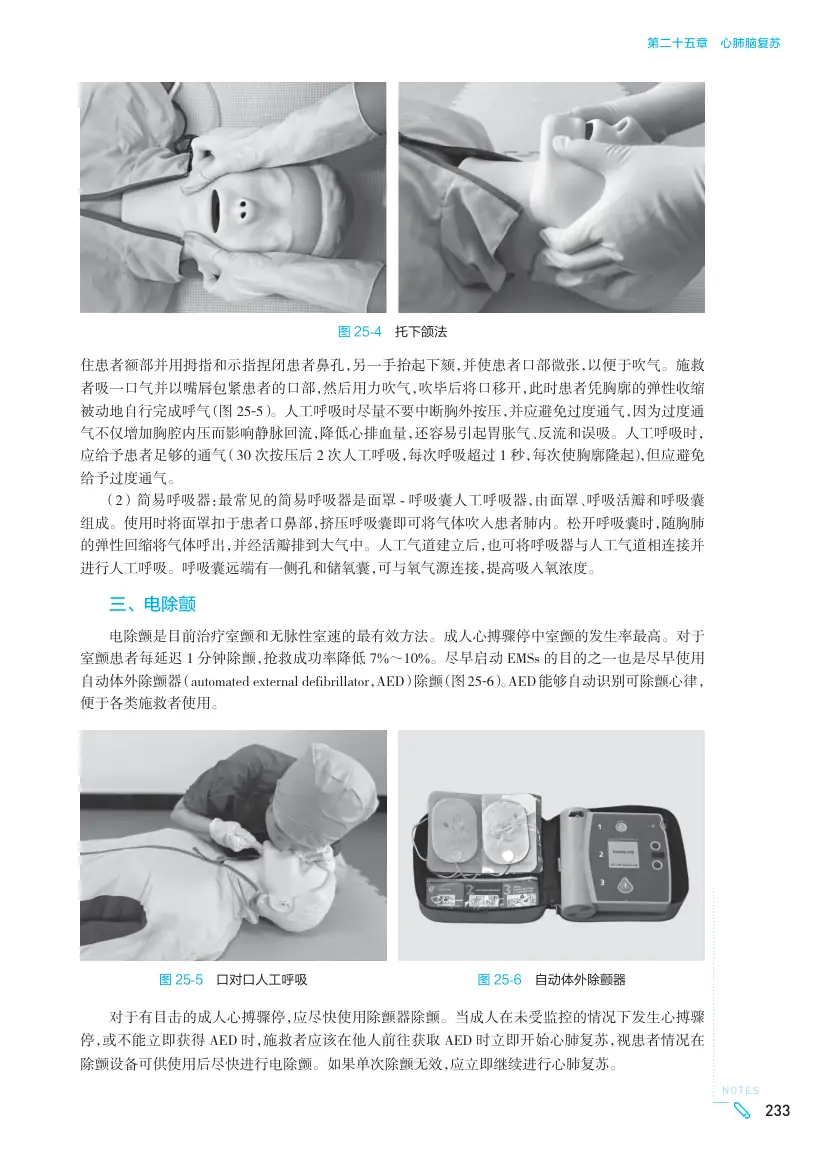 第二十五章 心肺脑复苏
图 25-4 托下颌法
住患者额部并用拇指和示指捏闭患者鼻孔,另一手抬起下颏,并使患者口部微张,以便于吹气。施救
者吸一口气并以嘴唇包紧患者的口部,然后用力吹气,吹毕后将口移开,此时患者凭胸廓的弹性收缩
被动地自行完成呼气(图 25-5)。人工呼吸时尽量不要中断胸外按压,并应避免过度通气,因为过度通
气不仅增加胸腔内压而影响静脉回流,降低心排血量,还容易引起胃胀气、反流和误吸。人工呼吸时,
应给予患者足够的通气(30 次按压后 2 次人工呼吸,每次呼吸超过 1 秒,每次使胸廓隆起),但应避免
给予过度通气。
(2)简易呼吸器:最常见的简易呼吸器是面罩 - 呼吸囊人工呼吸器,由面罩、呼吸活瓣和呼吸囊
组成。使用时将面罩扣于患者口鼻部,挤压呼吸囊即可将气体吹入患者肺内。松开呼吸囊时,随胸肺
的弹性回缩将气体呼出,并经活瓣排到大气中。人工气道建立后,也可将呼吸器与人工气道相连接并
进行人工呼吸。呼吸囊远端有一侧孔和储氧囊,可与氧气源连接,提高吸入氧浓度。
三、电除颤
电除颤是目前治疗室颤和无脉性室速的最有效方法。成人心搏骤停中室颤的发生率最高。对于
室颤患者每延迟 1 分钟除颤,抢救成功率降低 7%～10%。尽早启动 EMSs 的目的之一也是尽早使用
自动体外除颤器(automated external defibrillator,AED)除颤(图 25-6)。AED 能够自动识别可除颤心律,
便于各类施救者使用。
1
2
3
2
3
图 25-5 口对口人工呼吸
图 25-6 自动体外除颤器
对于有目击的成人心搏骤停,应尽快使用除颤器除颤。当成人在未受监控的情况下发生心搏骤
停,或不能立即获得 AED 时,施救者应该在他人前往获取 AED 时立即开始心肺复苏,视患者情况在
除颤设备可供使用后尽快进行电除颤。如果单次除颤无效,应立即继续进行心肺复苏。
NOTES
233